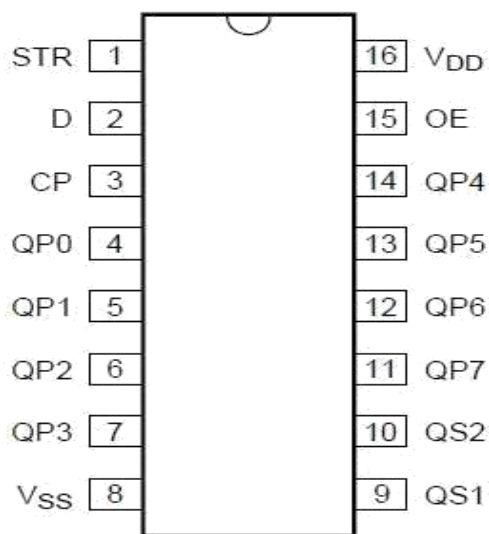 STR 1 16 VDD
D 2 15 OE
CP 3 14 QP4
QP0 4 13 QP5
QP1 5 12 QP6
QP2 6 11 QP7
QP3 7 10 QS2
VSS 8 9 QS1